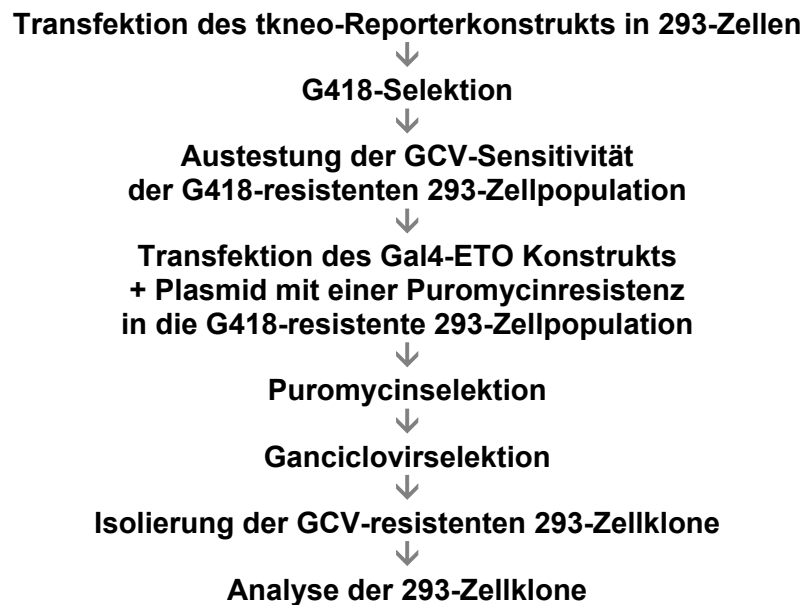 Transfektion des tkneo-Reporterkonstrukts in 293-Zellen
G418-Selektion
Austestung der GCV-Sensitivität
der G418-resistenten 293-Zellpopulation
Transfektion des Gal4-ETO Konstrukts
+ Plasmid mit einer Puromycinresistenz
in die G418-resistente 293-Zellpopulation
Puromycinselektion
Ganciclovirselektion
Isolierung der GCV-resistenten 293-Zellklone
Analyse der 293-Zellklone